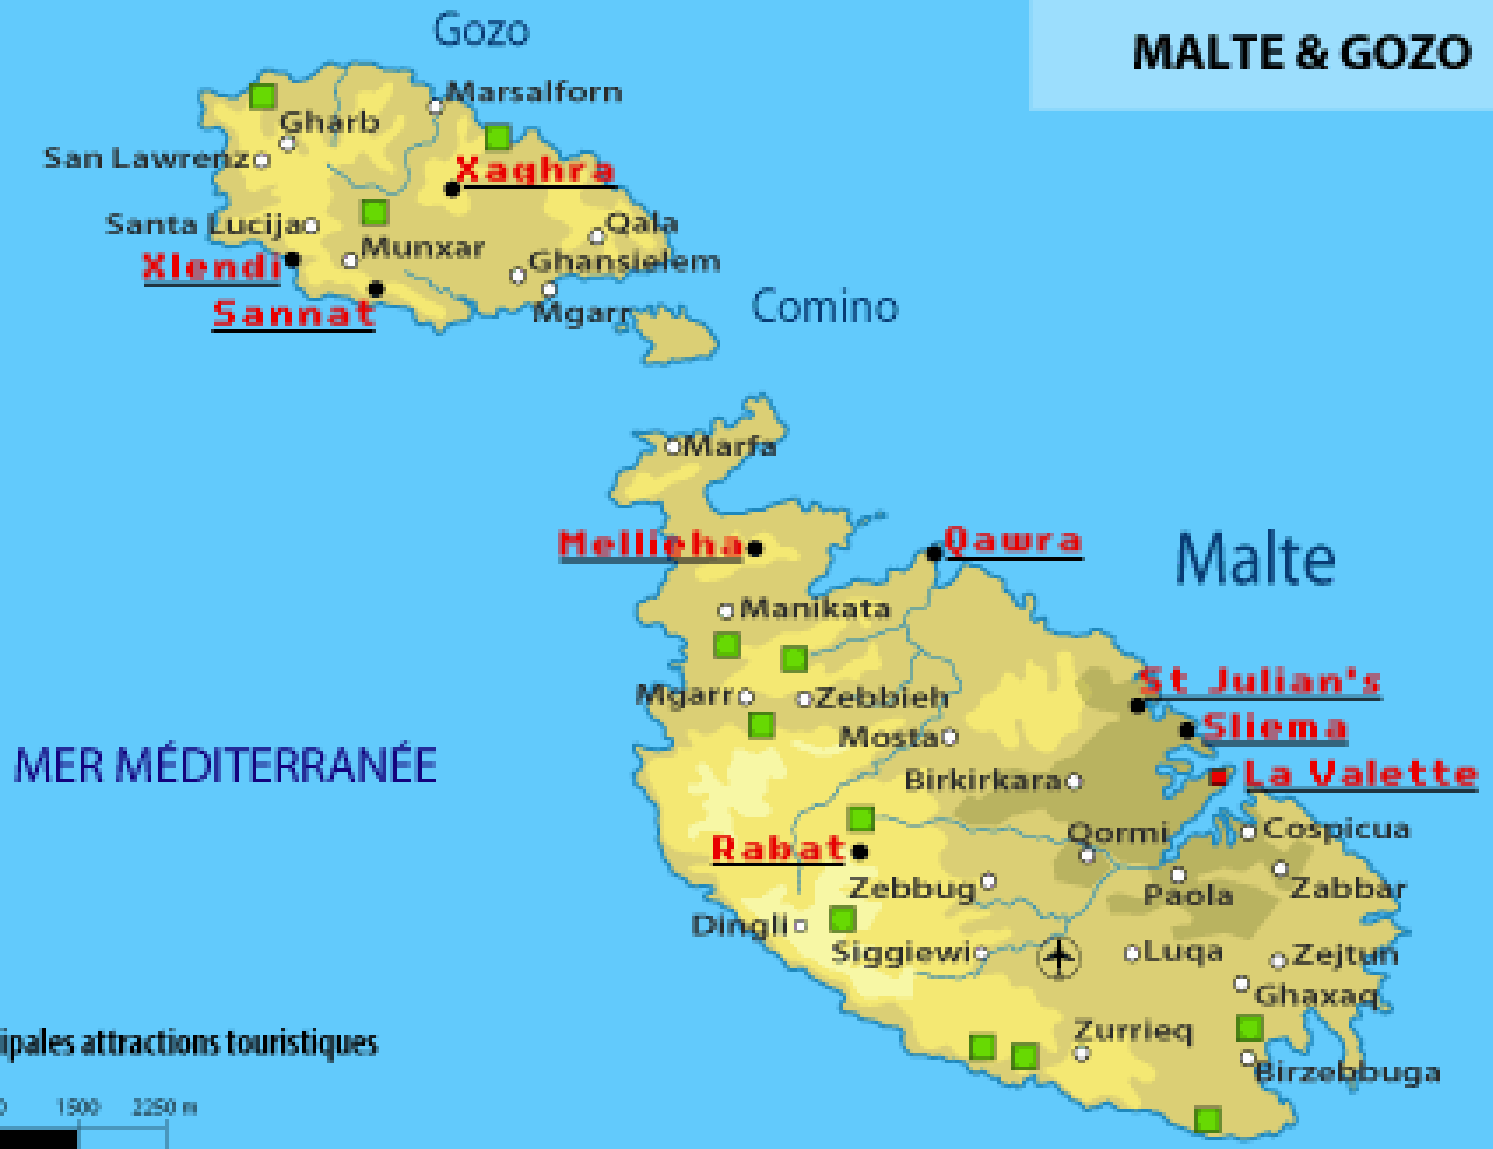 Gozo
MALTE & GOZO
Marsalforn
Gharb
San Lawrenz
Xaghra
Santa Lucija
Qala
Munxar
Xlendi
Ghansielem
Sannat
Mgarr
Comino
Marfa
Mellieha
Qawra
Malte
Manikata
St Julian's
Mgarr
Zebbieh
Sliema
Mosta
MER MÉDITERRANÉE
La Valette
Birkirkara
Qormi
Cospicua
Rabat
Zebbug
Paola
Zabbar
Dingli
Siggiewi
Luqa
Zejtun
Ghaxaq
Zurrieq
ipales attractions touristiques
Birzebbuga
0 1500 2250 m